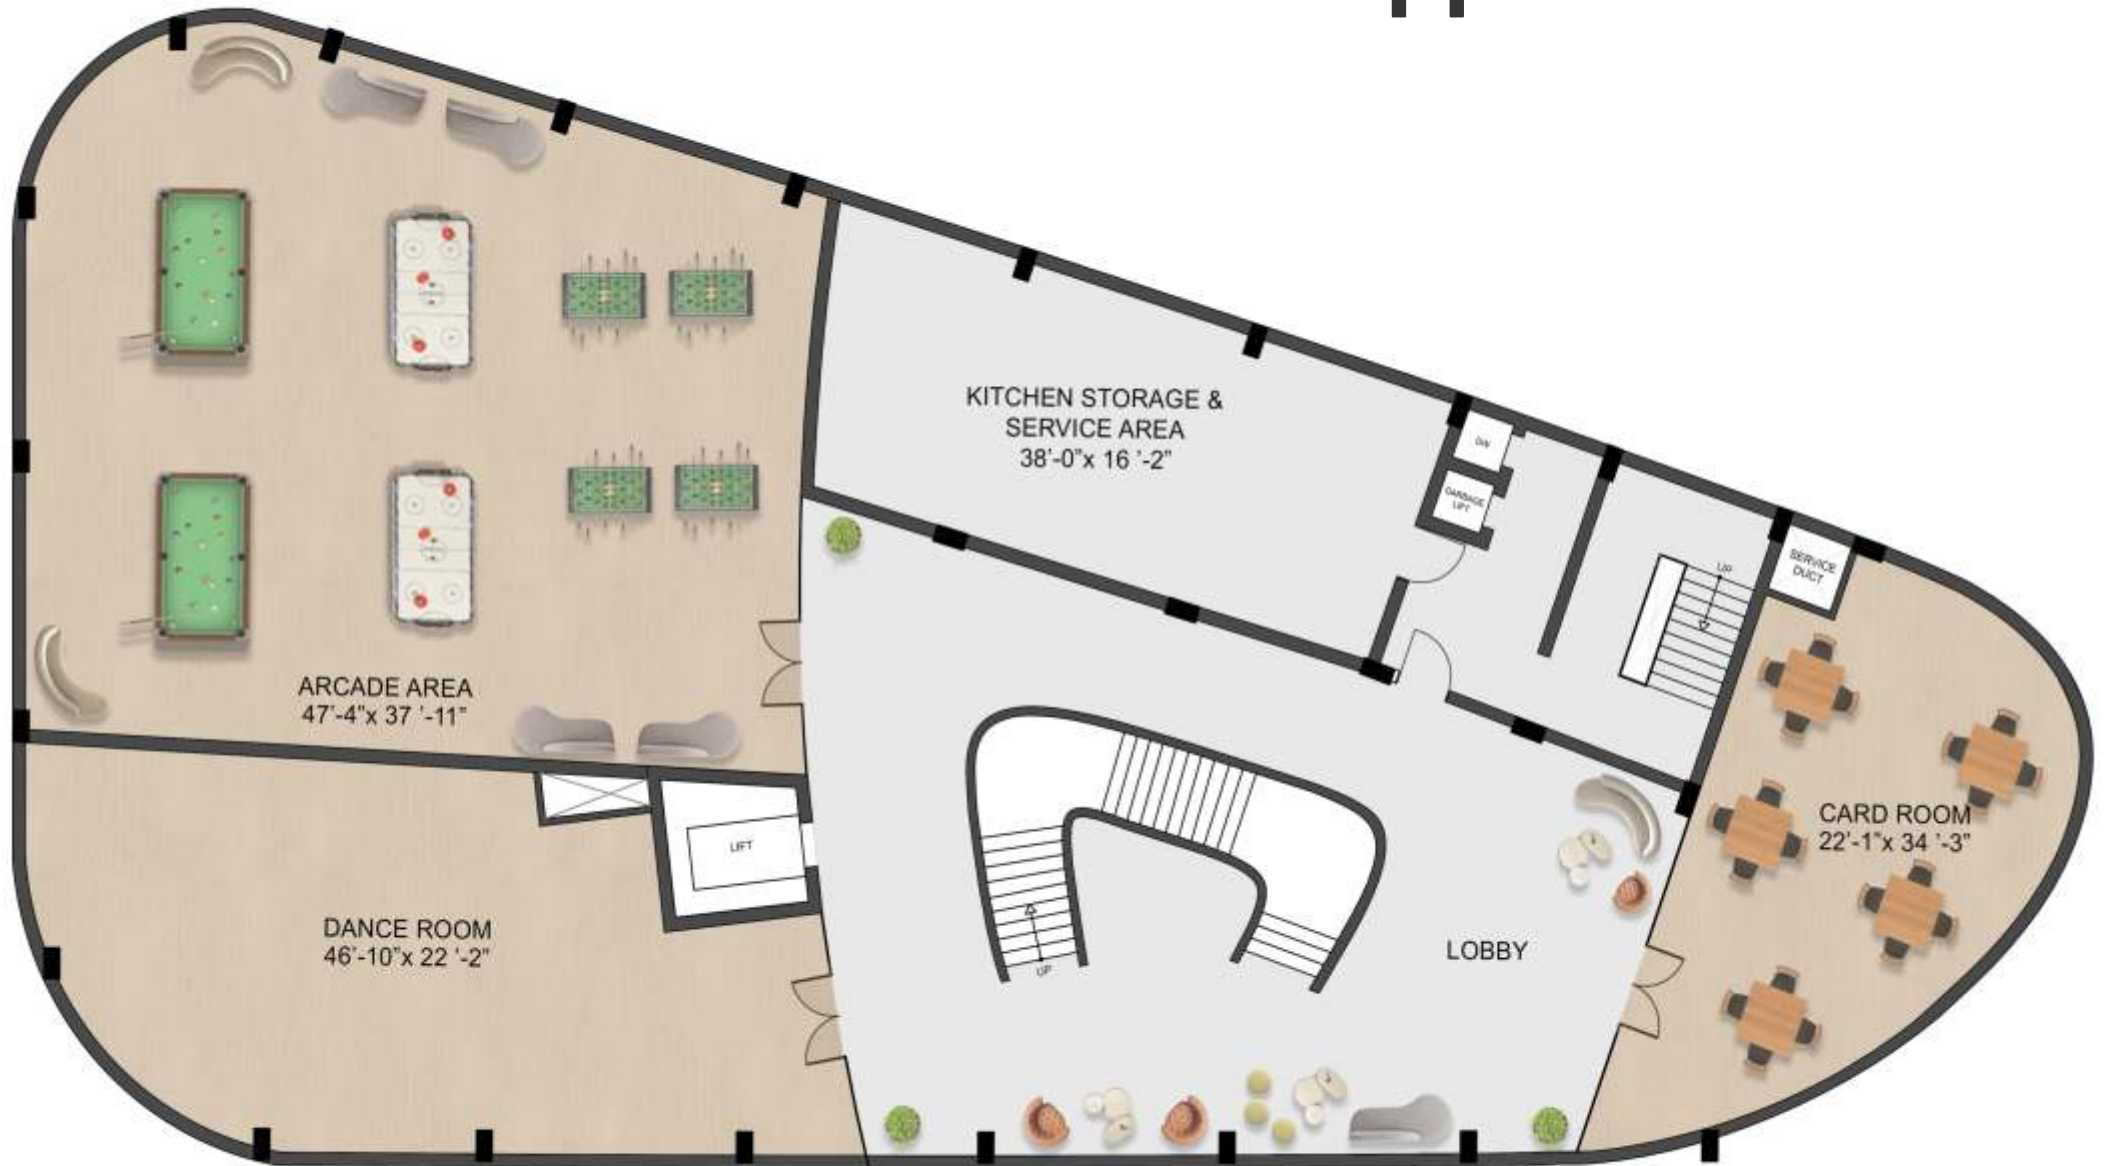 KITCHEN STORAGE &
SERVICE AREA
38'-0"x 16 '-2"
DW
GARBAGE
LIFT
SERVICE
DUCT
UP
ARCADE AREA
47'-4"x 37 '-11"
LIFT
CARD ROOM
22'-1"x 34 '-3"
DANCE ROOM
46'-10"x 22 '-2"
LOBBY
UP